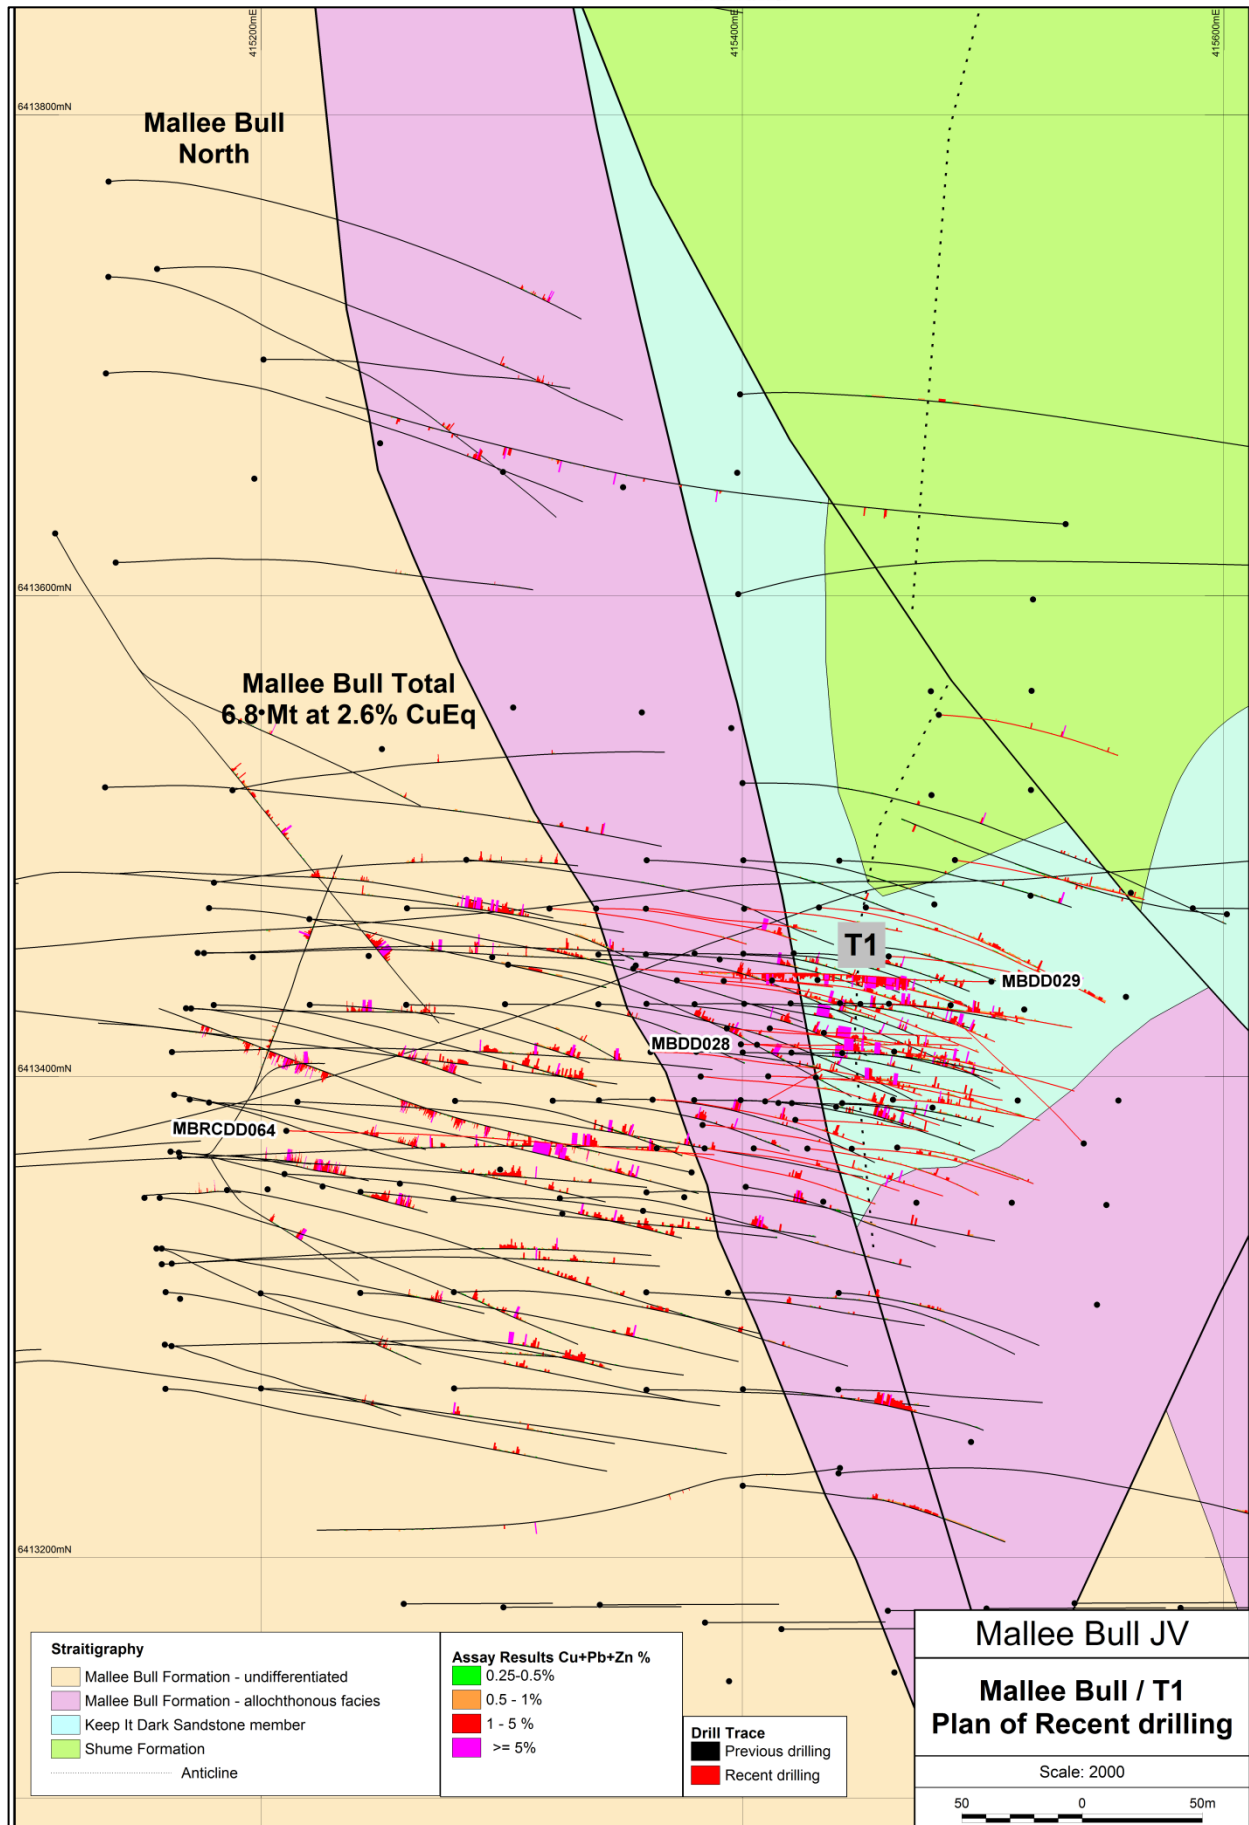 415200mE
415400mE
415600mE
6413800mN
Mallee Bull
North
6413600mN
Mallee Bull Total
6.8 Mt at 2.6% CuEq
T1
MBDD029
MBDD028
6413400mN
MBRCDD064
6413200mN
Straitigraphy
Mallee Bull Formation - undifferentiated
Mallee Bull Formation - allochthonous facies
Keep It Dark Sandstone member
Shume Formation
Anticline
Assay Results Cu+Pb+Zn %
0.25-0.5%
0.5 - 1%
1 - 5 %
>= 5%
Drill Trace
Previous drilling
Recent drilling
Mallee Bull JV
Mallee Bull / T1
Plan of Recent drilling
Scale: 2000
50 0 50m